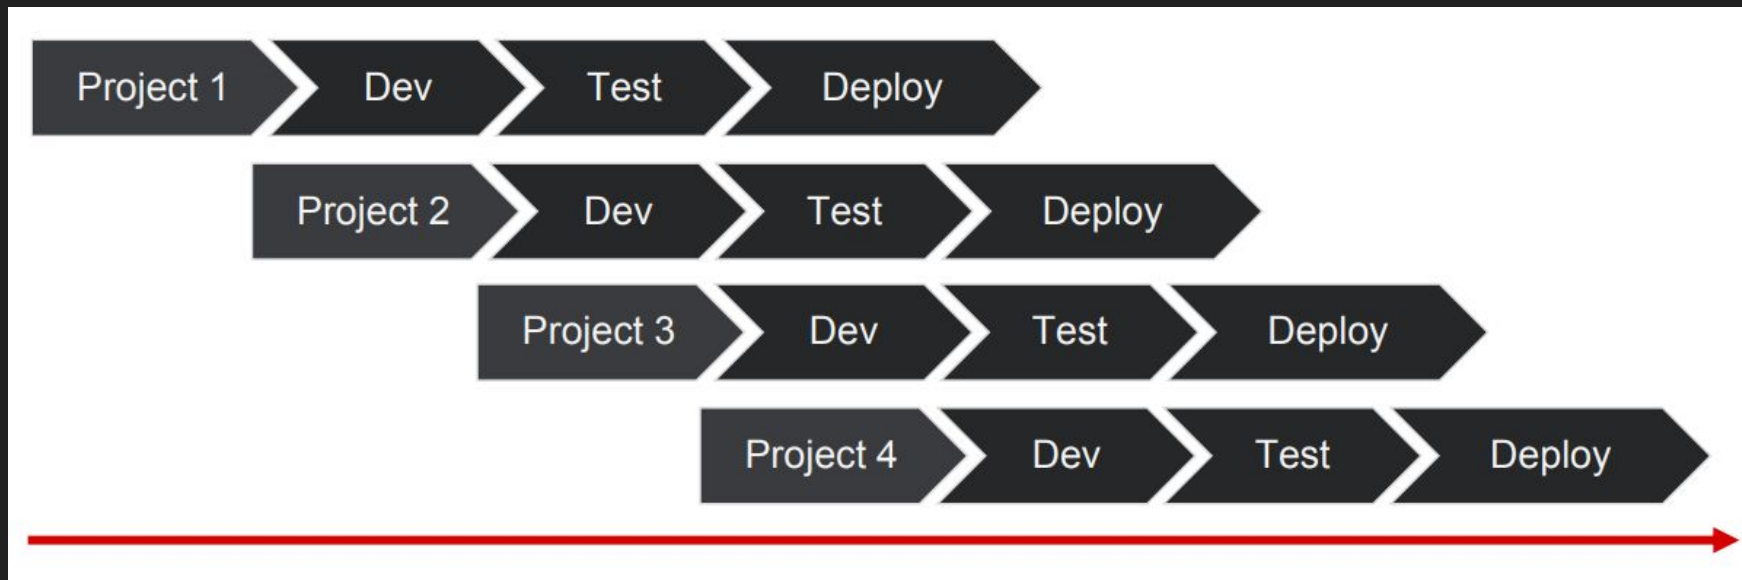 Project 1 Dev Test Deploy
Project 2 Dev Test Deploy
Project 3 Dev Test Deploy
Project 4 Dev Test Deploy